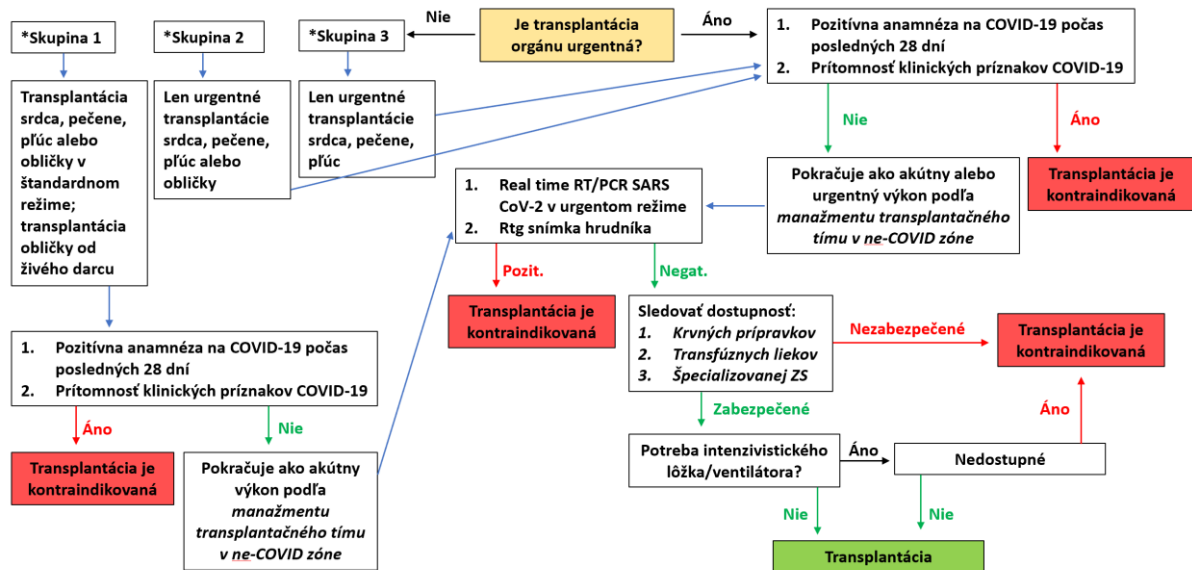 *Skupina 1
*Skupina 2
*Skupina 3
Nie
Je transplantácia
orgánu urgentná?
Áno
1. Pozitívna anamnéza na COVID-19 počas
posledných 28 dní
2. Prítomnosť klinických príznakov COVID-19
Transplantácia
srdca, pečene,
pľúc alebo
obličky v
štandardnom
režime;
transplantácia
obličky od
živého darcu
Len urgentné
transplantácie
srdca, pečene,
pľúc alebo
obličky
Len urgentné
transplantácie
srdca, pečene,
pľúc
Nie
Áno
Pokračuje ako akútny alebo
urgentný výkon podľa
manažmentu transplantačného
tímu v ne-COVID zóne
Transplantácia je
kontraindikovaná
1. Real time RT/PCR SARS
CoV-2 v urgentom režime
2. Rtg snímka hrudníka
Pozit.
Negat.
Transplantácia je
kontraindikovaná
Sledovať dostupnosť:
1. Krvných prípravkov
2. Transfúznych liekov
3. Špecializovanej ZS
Nezabezpečené
Transplantácia je
kontraindikovaná
1. Pozitívna anamnéza na COVID-19 počas
posledných 28 dní
2. Prítomnosť klinických príznakov COVID-19
Áno
Nie
Zabezpečené
Áno
Transplantácia je
kontraindikovaná
Pokračuje ako akútny
výkon podľa
manažmentu
transplantačného tímu
v ne-COVID zóne
Potreba intenzivistického
lôžka/ventilátora?
Áno
Nedostupné
Nie
Nie
Transplantácia